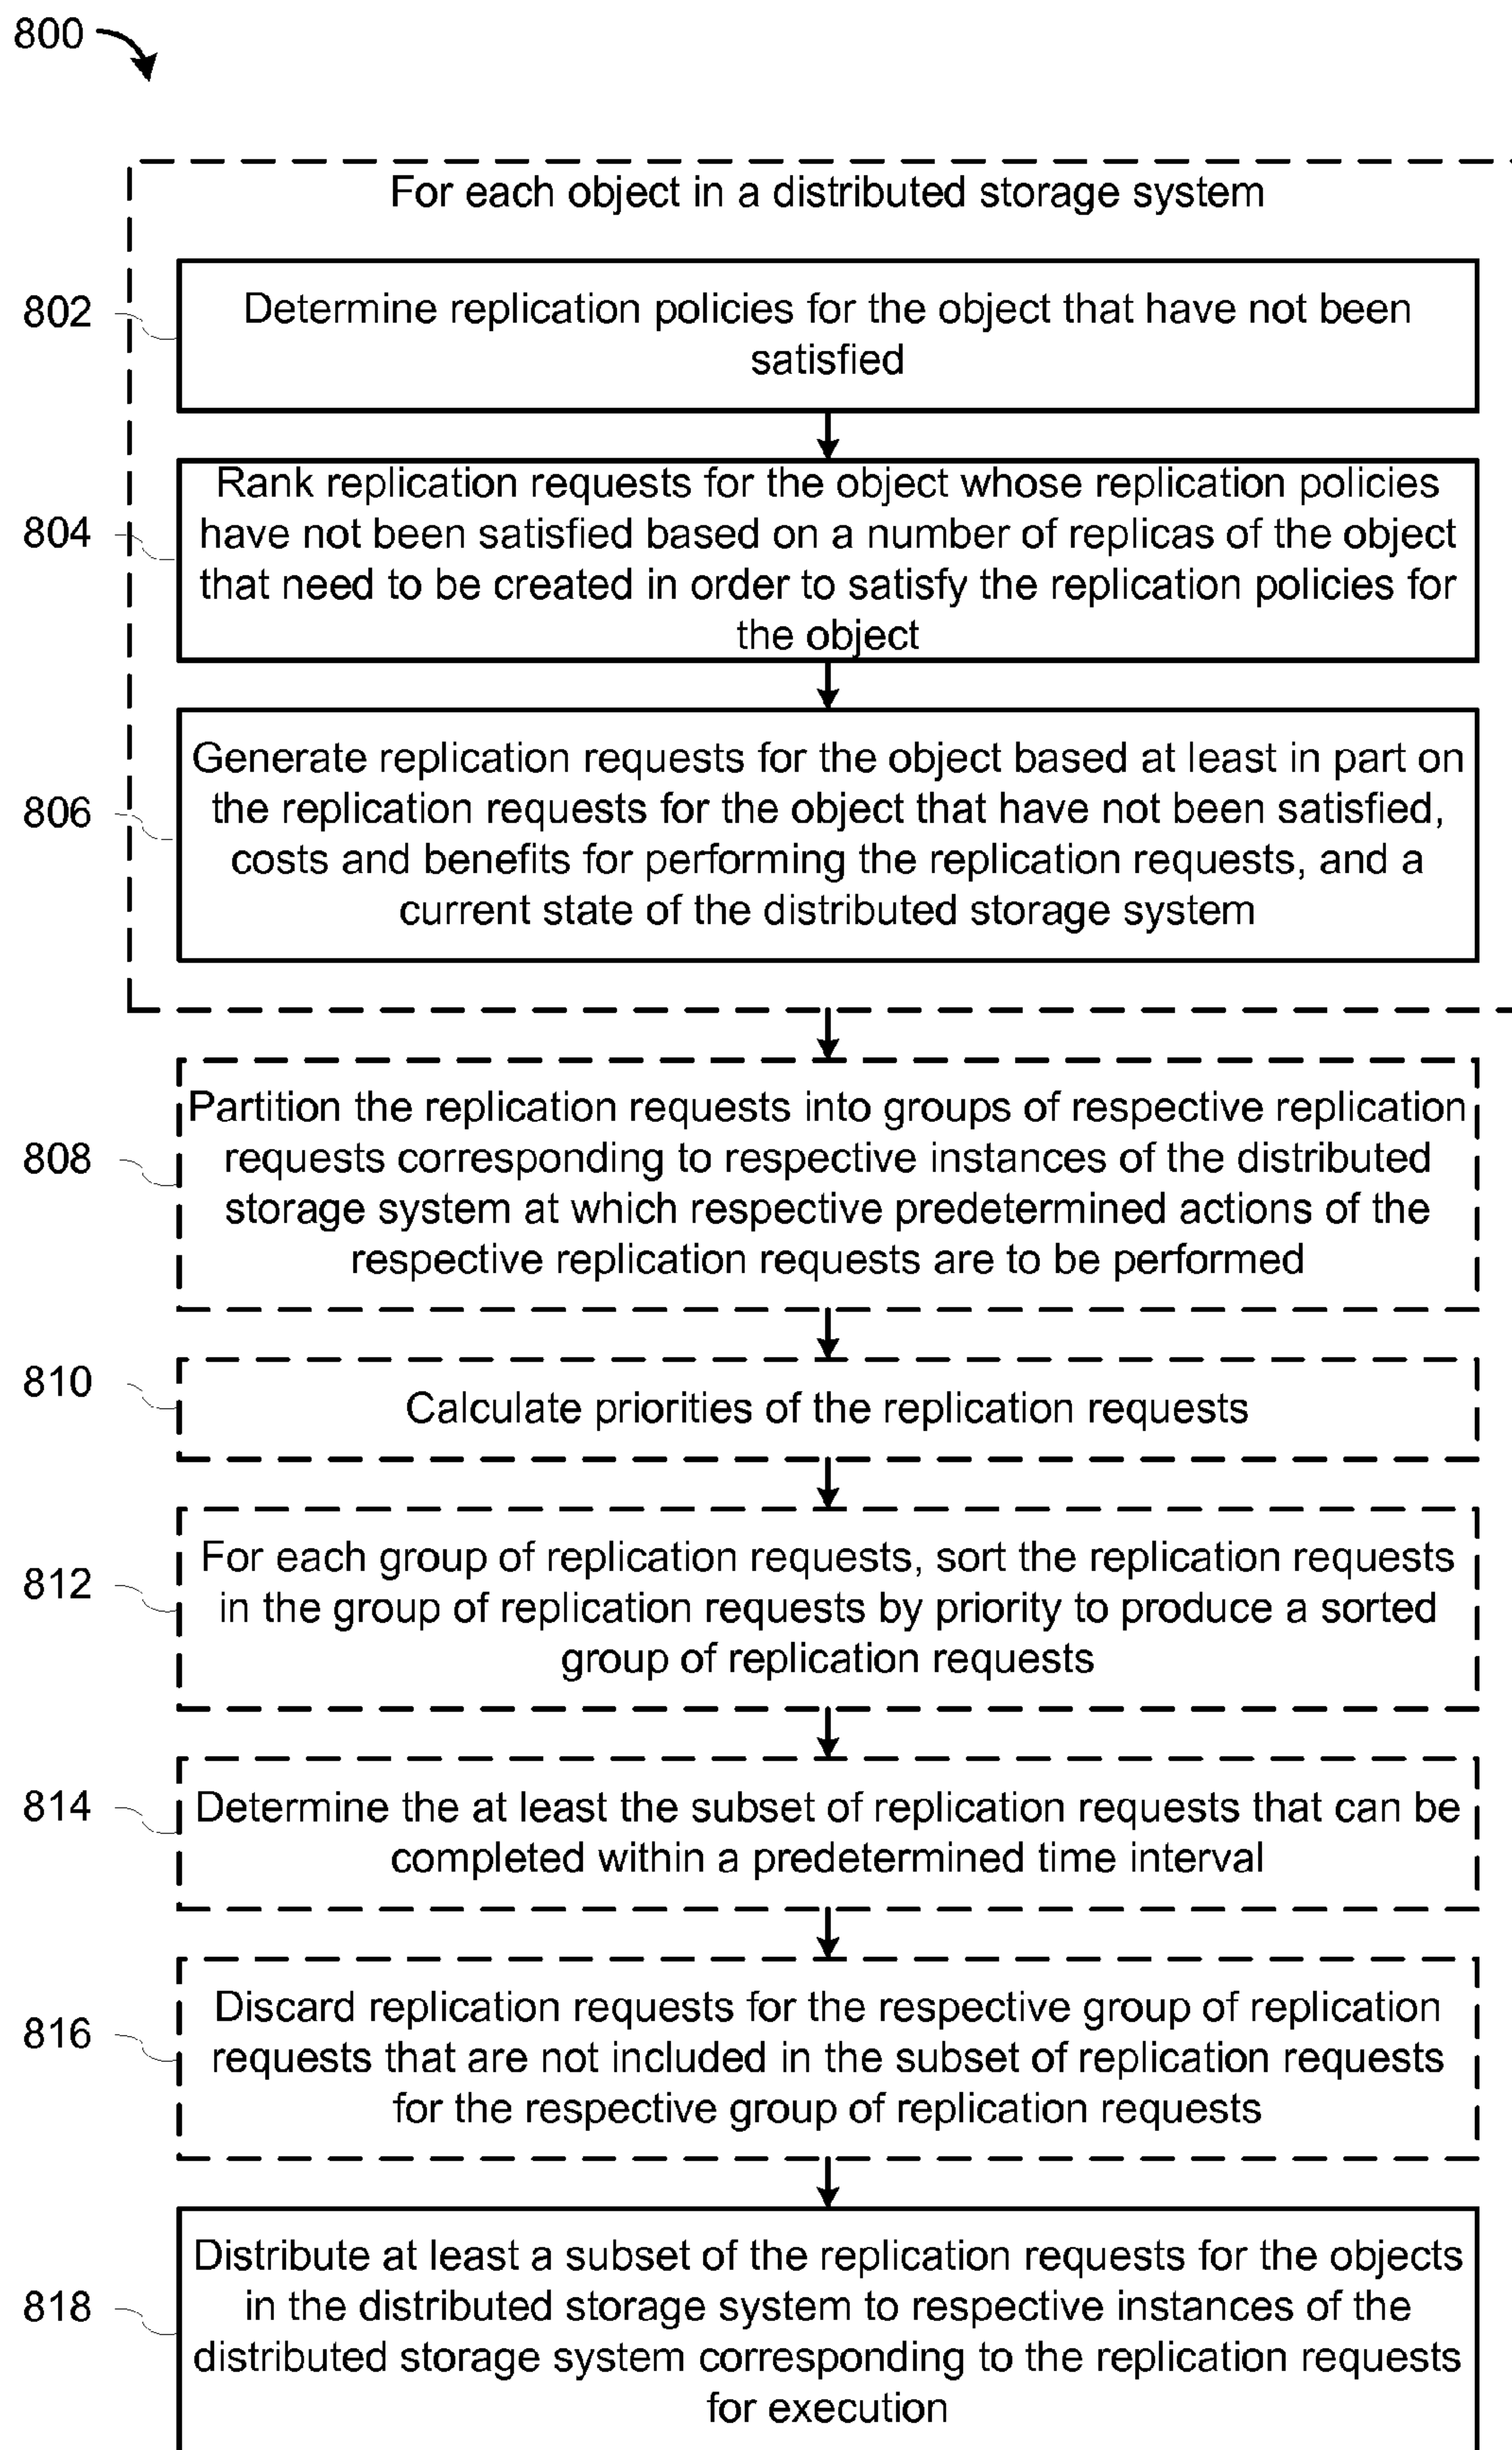 800
For each object in a distributed storage system
802
Determine replication policies for the object that have not been
satisfied
804
Rank replication requests for the object whose replication policies
have not been satisfied based on a number of replicas of the object
that need to be created in order to satisfy the replication policies for
the object
806
Generate replication requests for the object based at least in part on
the replication requests for the object that have not been satisfied,
costs and benefits for performing the replication requests, and a
current state of the distributed storage system
808
Partition the replication requests into groups of respective replication
requests corresponding to respective instances of the distributed
storage system at which respective predetermined actions of the
respective replication requests are to be performed
810
Calculate priorities of the replication requests
812
For each group of replication requests, sort the replication requests
in the group of replication requests by priority to produce a sorted
group of replication requests
814
Determine the at least the subset of replication requests that can be
completed within a predetermined time interval
816
Discard replication requests for the respective group of replication
requests that are not included in the subset of replication requests
for the respective group of replication requests
818
Distribute at least a subset of the replication requests for the objects
in the distributed storage system to respective instances of the
distributed storage system corresponding to the replication requests
for execution